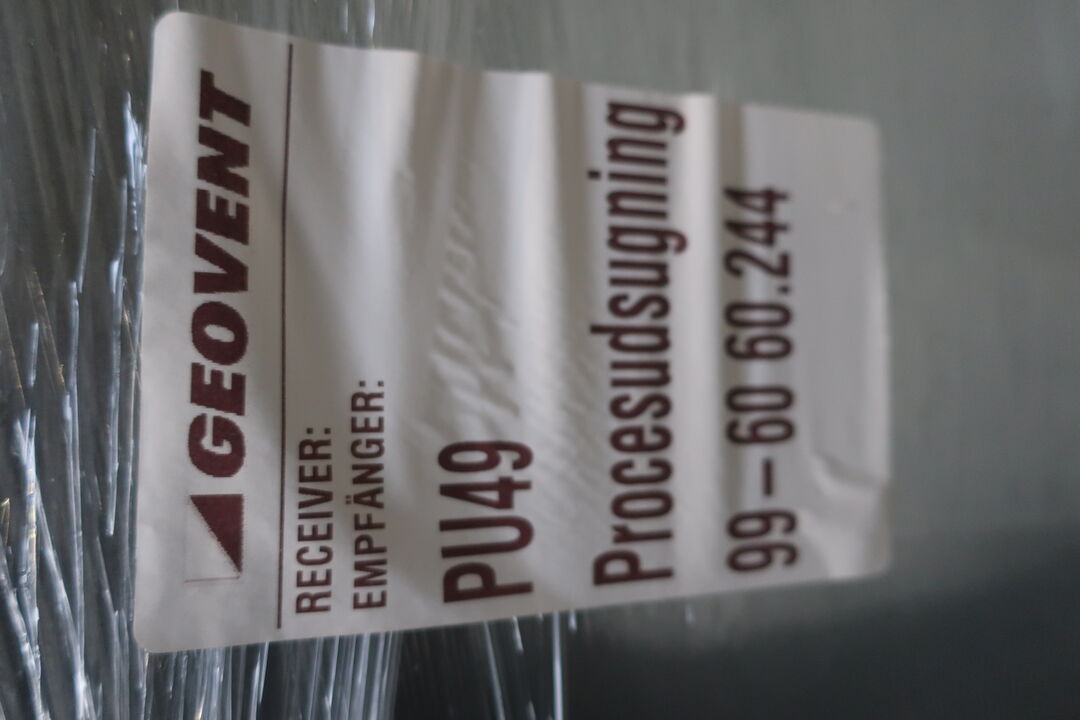 GEOVENT
RECEIVER:
EMPFÄNGER:
PU49
Procesudsugning
99-60 60.244